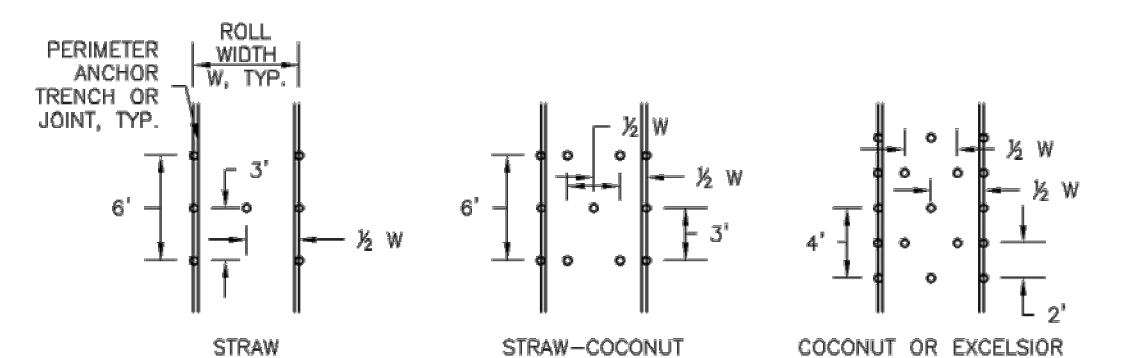 PERIMETER
ANCHOR
TRENCH OR
JOINT, TYP.
ROLL
WIDTH
W, TYP.
6'
3'
½ W
STRAW
½ W
½ W
6'
3'
STRAW-COCONUT
½ W
½ W
4'
2'
COCONUT OR EXCELSIOR